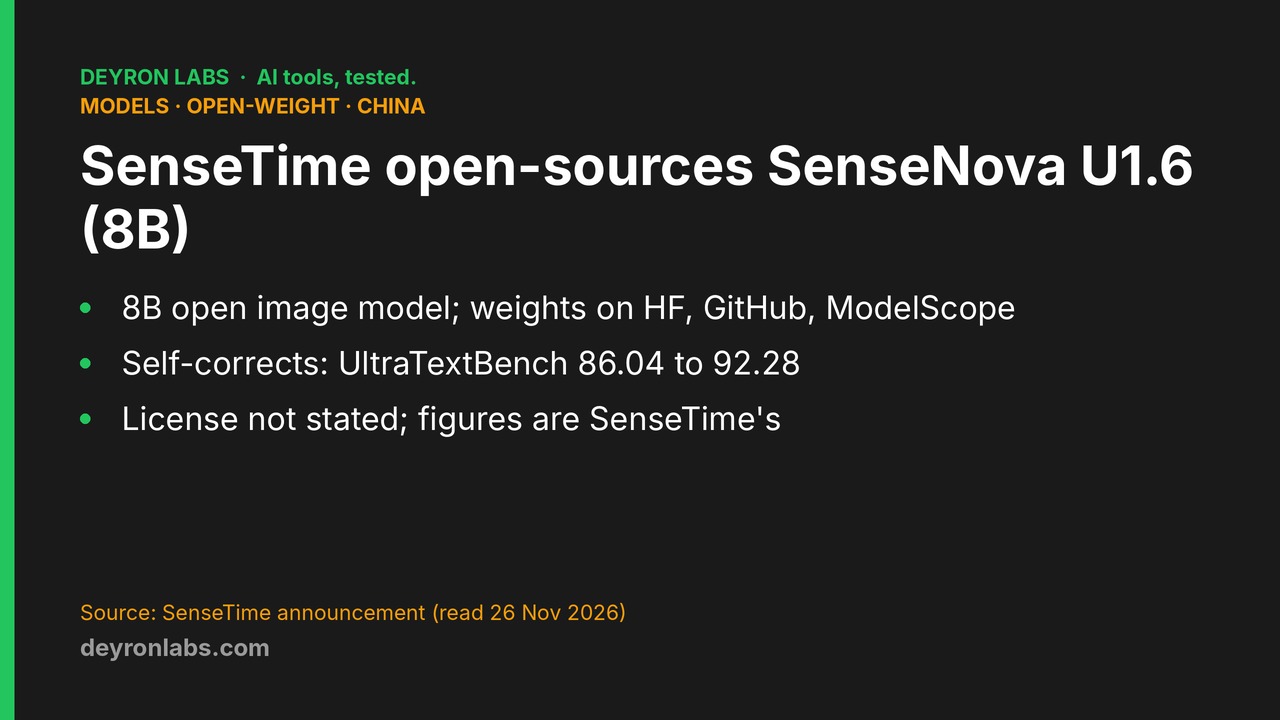 DEYRON LABS · AI tools, tested.
MODELS · OPEN-WEIGHT · CHINA
SenseTime open-sources SenseNova U1.6
(8B)
• 8B open image model; weights on HF, GitHub, ModelScope
• Self-corrects: UltraTextBench 86.04 to 92.28
• License not stated; figures are SenseTime's
Source: SenseTime announcement (read 26 Nov 2026)
deyronlabs.com